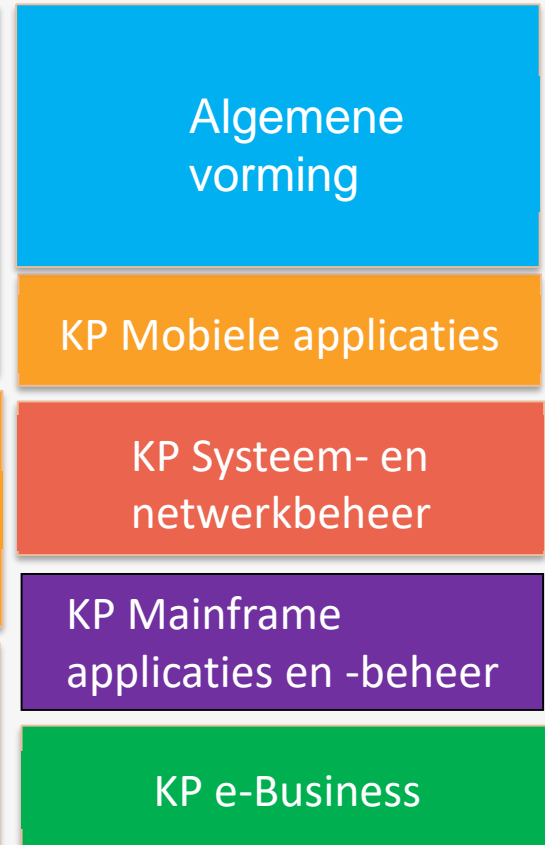 Algemene
vorming
KP Mobiele applicaties
KP Systeem- en
netwerkbeheer
KP Mainframe
applicaties en -beheer
KP e-Business